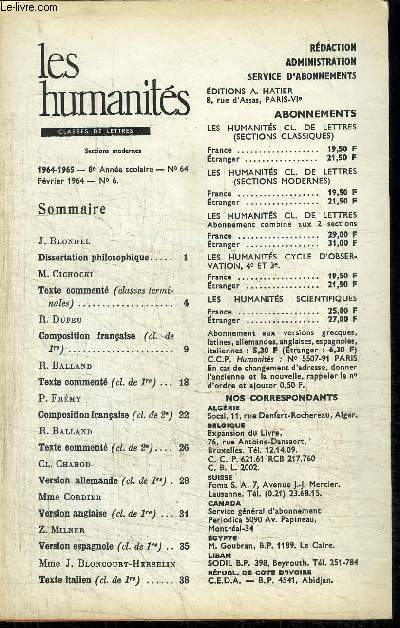 les
humanités
CLASSES DE LETTRES
Sections modernes
1964-1965 — 8e Année scolaire — No 64
Février 1964 — No 6.
Sommaire
J. BLONDEL
Dissertation philosophique..... 1
M. CICHOCKI
Texte commenté (classes termi-
nales) .................. 4
R. DUFEU
Composition française (cl. de
1re) .................. 9
R. BALLAND
Texte commenté (cl. de 1re) ... 18
P. FRÉMY
Composition française (cl. de 2e) 22
R. BALLAND
Texte commenté (cl. de 2e).... 26
CL. CHABOD
Version allemande (cl. de 1re) . 28
Mme CORDIER
Version anglaise (cl. de 1re) ... 31
Z. MILNER
Version espagnole (cl. de 1re) .. 35
Mme J. BLONCOURT-HERSELIN
Texte italien (cl. de 1re) ...... 38
RÉDACTION
ADMINISTRATION
SERVICE D'ABONNEMENTS
ÉDITIONS A. HATIER
8, rue d'Assas, PARIS-VIe
ABONNEMENTS
LES HUMANITÉS CL. DE LETTRES
(SECTIONS CLASSIQUES)
France .................. 19,50 F
Étranger ................ 21,50 F
LES HUMANITÉS CL. DE LETTRES
(SECTIONS MODERNES)
France .................. 19,50 F
Étranger ................ 21,50 F
LES HUMANITÉS CL. DE LETTRES
Abonnement combiné aux 2 sections
France .................. 29,00 F
Étranger ................ 31,00 F
LES HUMANITÉS CYCLE D'OBSER-
VATION, 4e ET 3e.
France .................. 19,50 F
Étranger ................ 21,50 F
LES HUMANITÉS SCIENTIFIQUES
France .................. 25,00 F
Étranger ................ 27,00 F
Abonnement aux versions grecques,
latines, allemandes, anglaises, espagnoles,
italiennes : 5,30 F (Étranger : 6,30 F)
C.C.P. Humanités : No 5507-91 PARIS
En cas de changement d'adresse, donner
l'ancienne et la nouvelle, rappeler le no
d'ordre et ajouter 0,50 F.
NOS CORRESPONDANTS
ALGÉRIE
Socal, 11, rue Denfert-Rochereau, Alger.
BELGIQUE
Expansion du Livre,
76, rue Antoine-Dansaert,
Bruxelles. Tél. 12.14.09.
C. C. P. 621.61 RCB 217.760
C. B. L. 2002.
SUISSE
Foma S. A. 7, Avenue J.-J. Mercier.
Lausanne. Tél. (0.21) 23.68.15.
CANADA
Service général d'abonnement
Periodica 5090 Av. Papineau,
Montréal-34
ÉGYPTE
M. Goubran, B.P. 1189, Le Caire.
LIBAN
SODIL B.P. 398, Beyrouth. Tél. 251-784
RÉPUBL. DE COTE D'IVOIRE
C.E.D.A. — B.P. 4541, Abidjan.